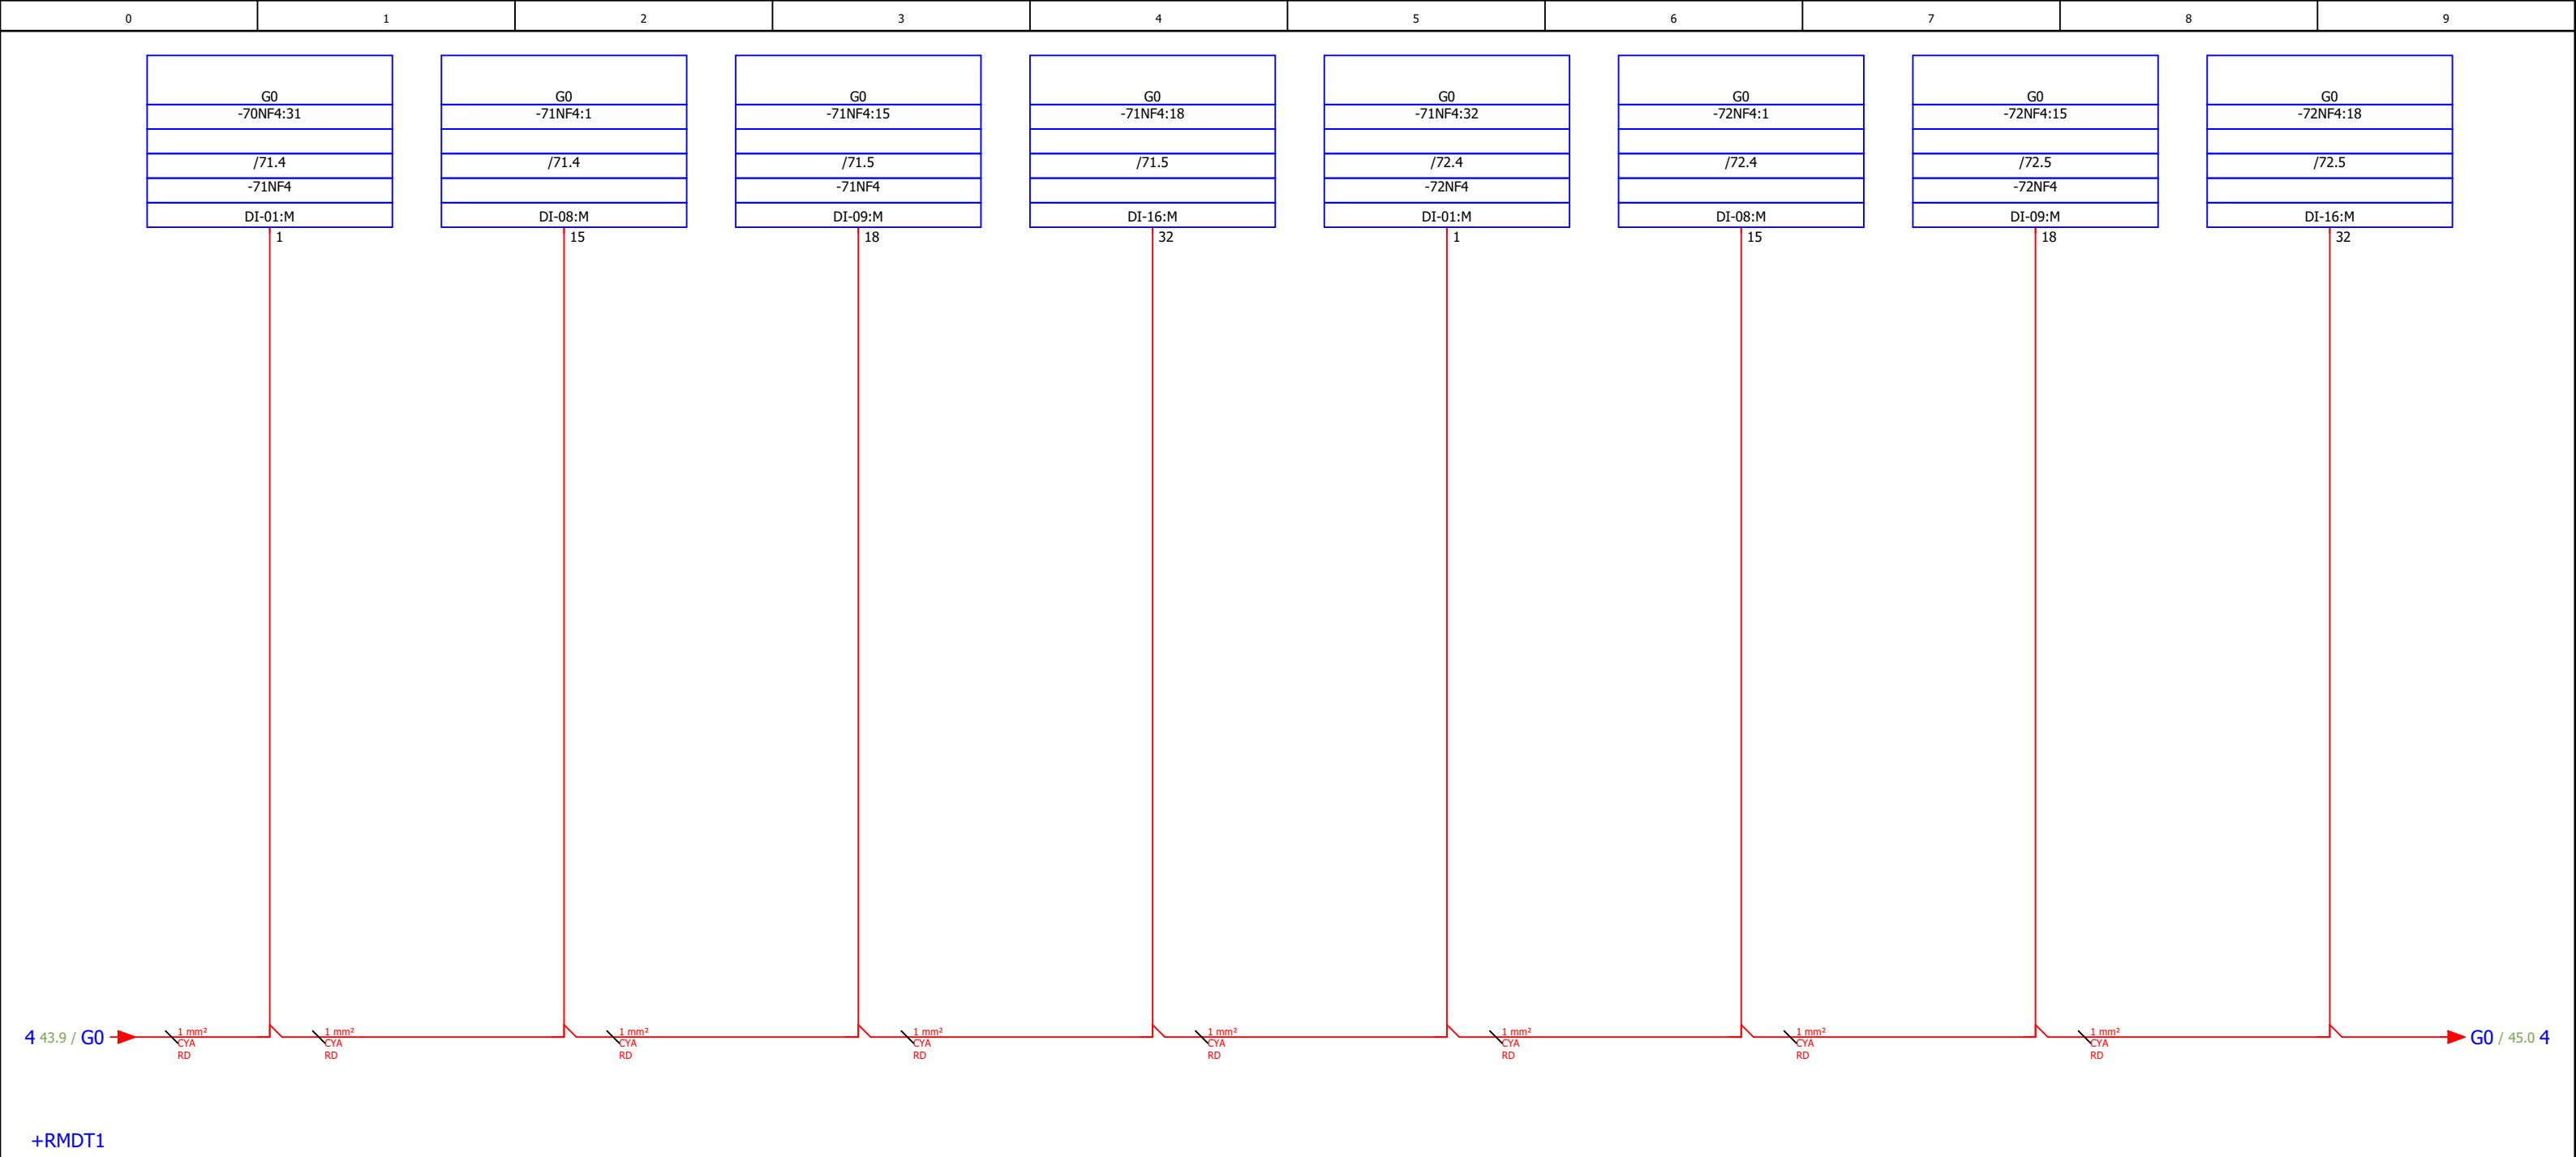 0 1 2 3 4 5 6 7 8 9
G0 G0 G0 G0 G0 G0 G0 G0
-70NF4:31 -71NF4:1 -71NF4:15 -71NF4:18 -71NF4:32 -72NF4:1 -72NF4:15 -72NF4:18
/71.4 /71.4 /71.5 /71.5 /72.4 /72.4 /72.5 /72.5
-71NF4 -71NF4 -72NF4 -72NF4
DI-01:M DI-08:M DI-09:M DI-16:M DI-01:M DI-08:M DI-09:M DI-16:M
1 15 18 32 1 15 18 32
1 mm² 1 mm² 1 mm² 1 mm² 1 mm² 1 mm² 1 mm² 1 mm²
4 43.9 / G0 G0 / 45.0 4
CYA CYA CYA CYA CYA CYA CYA CYA
RD RD RD RD RD RD RD RD
+RMDT1